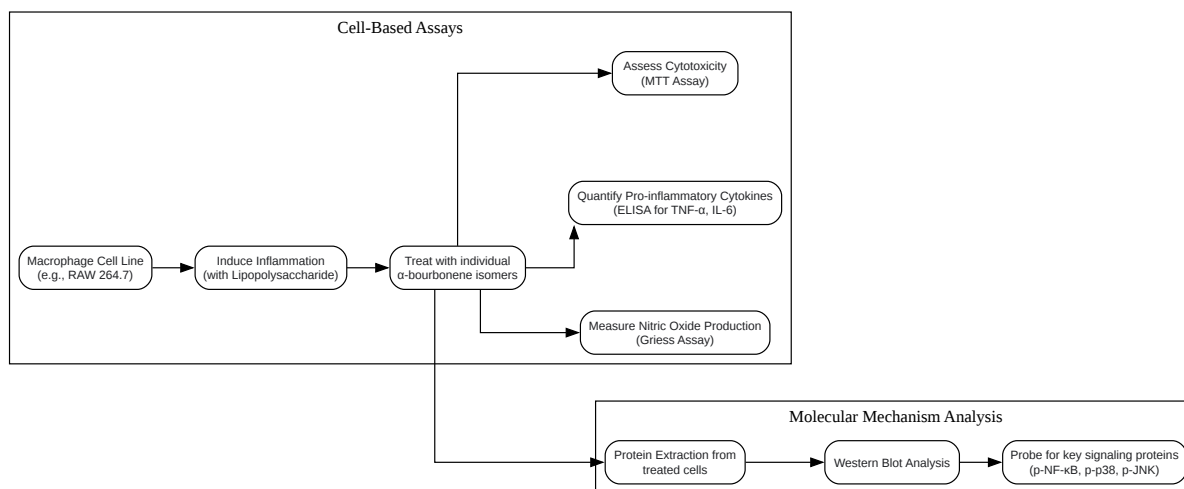 Cell-Based Assays
Assess Cytotoxicity
(MTT Assay)
Quantify Pro-inflammatory Cytokines
(ELISA for TNF-α, IL-6)
Macrophage Cell Line
(e.g., RAW 264.7)
Induce Inflammation
(with Lipopolysaccharide)
Treat with individual
α-bourbonene isomers
Measure Nitric Oxide Production
(Griess Assay)
Molecular Mechanism Analysis
Protein Extraction from
treated cells
Western Blot Analysis
Probe for key signaling proteins
(p-NF-κB, p-p38, p-JNK)